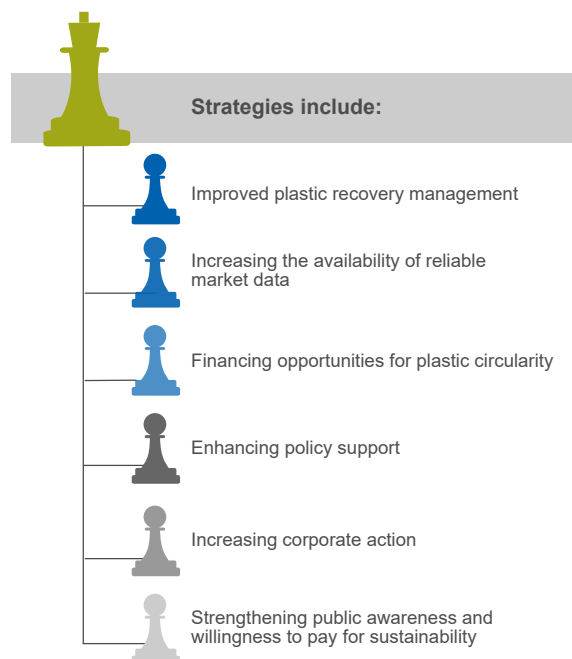 Strategies include:
Improved plastic recovery management
Increasing the availability of reliable
market data
Financing opportunities for plastic circularity
Enhancing policy support
Increasing corporate action
Strengthening public awareness and
willingness to pay for sustainability